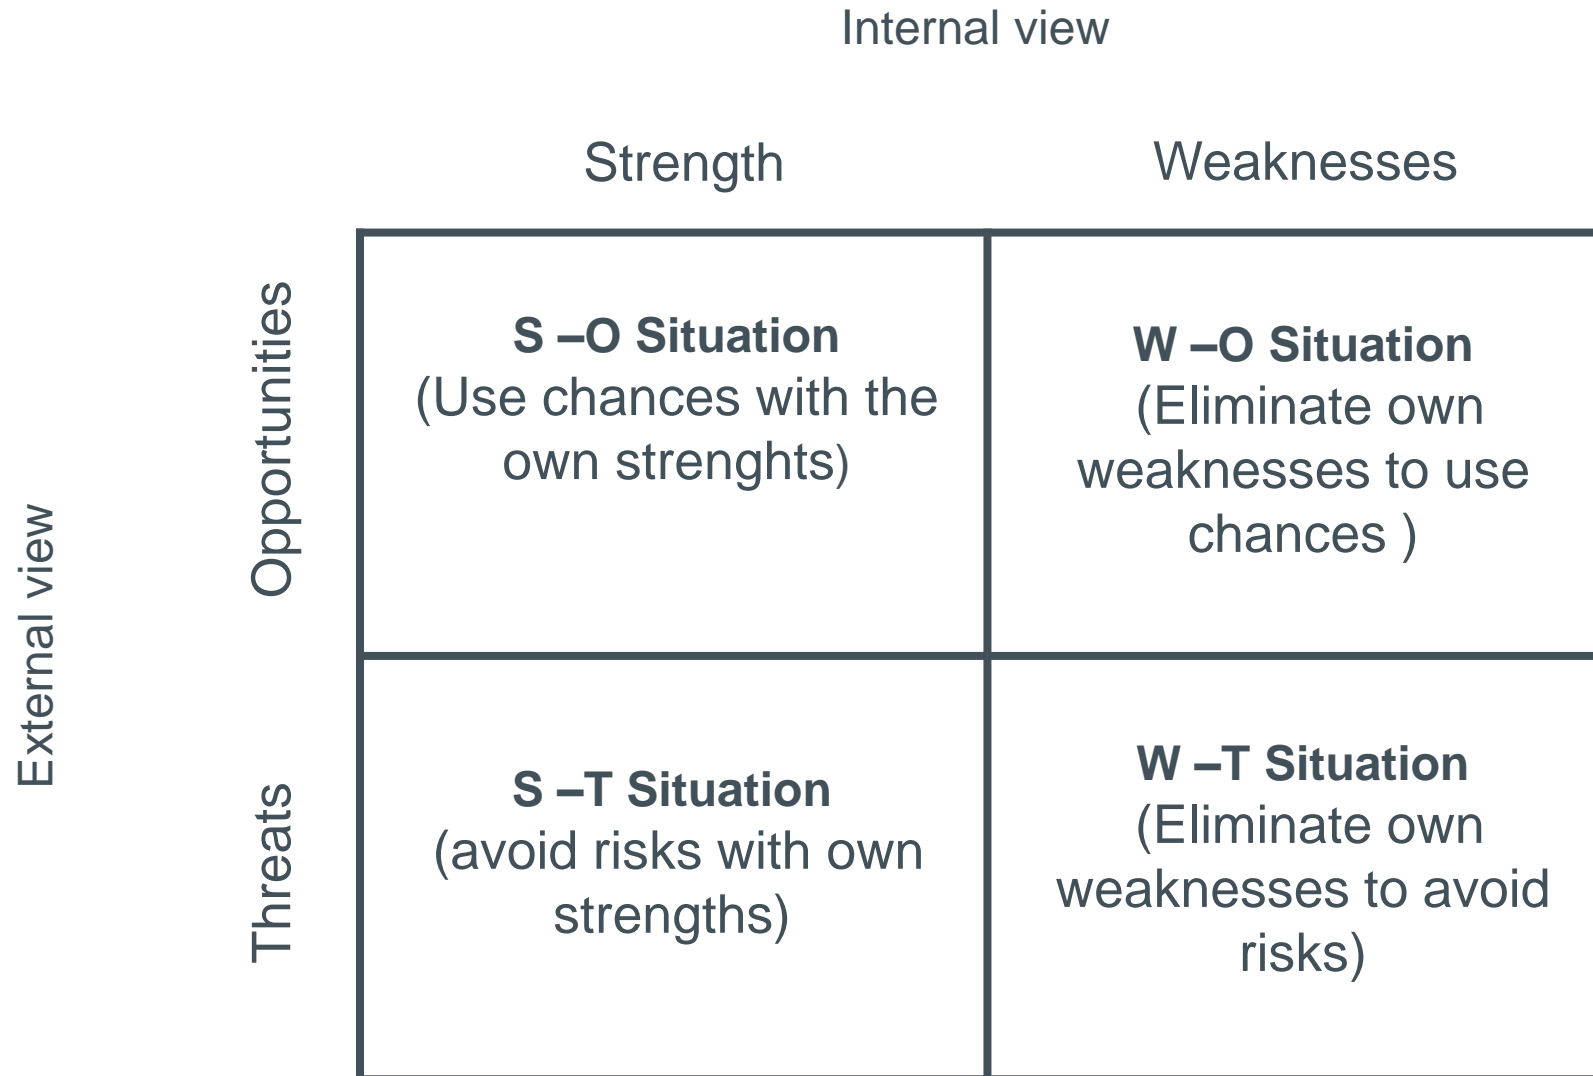 Internal view
Strength
Weaknesses
External view
Opportunities
Threats
S –O Situation
(Use chances with the
own strenghts)
W –O Situation
(Eliminate own
weaknesses to use
chances )
S –T Situation
(avoid risks with own
strengths)
W –T Situation
(Eliminate own
weaknesses to avoid
risks)